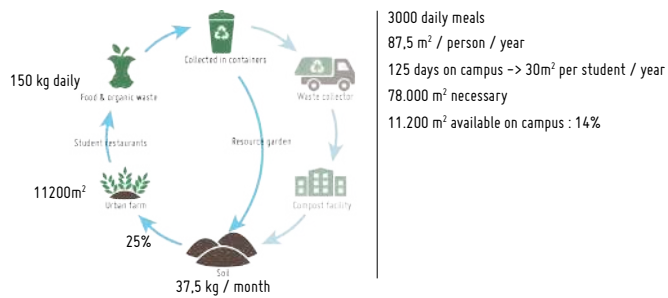 Collected in containers
150 kg daily
Food & organic waste
Waste collector
Student restaurants
Resource garden
11200m²
Urban farm
Compost facility
25%
Soil
37,5 kg / month
3000 daily meals
87,5 m² / person / year
125 days on campus -> 30m² per student / year
78.000 m² necessary
11.200 m² available on campus : 14%